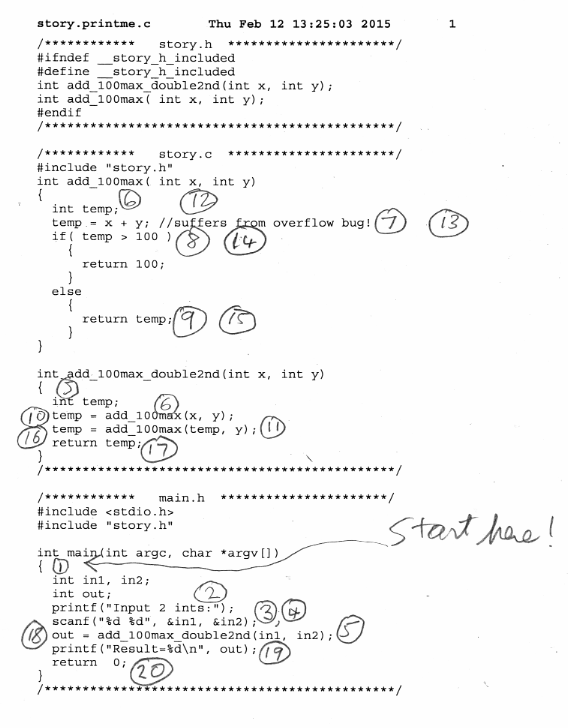 story.printme.c Thu Feb 12 13:25:03 2015 1
/************ story.h ***********************/
#ifndef __story_h_included
#define __story_h_included
int add_100max_double2nd(int x, int y);
int add_100max( int x, int y);
#endif
/************************************************/
/************ story.c ***********************/
#include "story.h"
int add_100max( int x, int y)
{ 6 12
int temp;
temp = x + y; //suffers from overflow bug! 7 13
if( temp > 100 ) 8 14
{
return 100;
}
else
{
return temp; 9 15
}
}
int add_100max_double2nd(int x, int y)
{ 5
int temp; 6
10 temp = add_100max(x, y);
16 temp = add_100max(temp, y); 11
return temp; 17
}
/************************************************/
/************ main.h ***********************/
#include <stdio.h>
#include "story.h"
Start here!
int main(int argc, char *argv[])
{ 1
int in1, in2;
int out; 2
printf("Input 2 ints:"); 3 4
scanf("%d %d", &in1, &in2);
18 out = add_100max_double2nd(in1, in2); 5
printf("Result=%d\n", out); 19
return 0; 20
}
/************************************************/